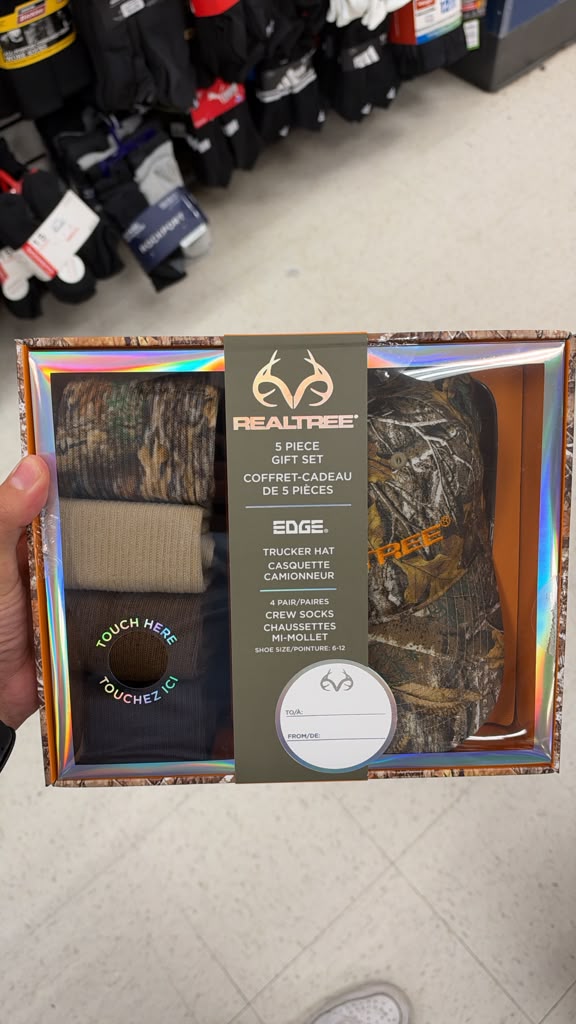 ROCKPORT
REALTREE®
5 PIECE
GIFT SET
COFFRET-CADEAU
DE 5 PIÈCES
EDGE®
TRUCKER HAT
CASQUETTE
CAMIONNEUR
4 PAIR/PAIRES
CREW SOCKS
CHAUSSETTES
MI-MOLLET
SHOE SIZE/POINTURE: 6-12
TO/À:
FROM/DE:
TOUCH HERE
TOUCHEZ ICI
TREE®